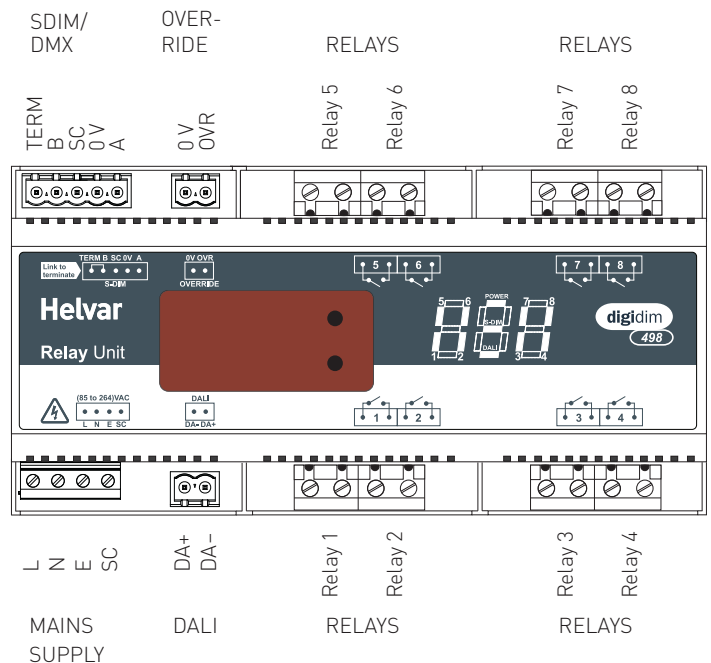 SDIM/
DMX
OVER-
RIDE
RELAYS
RELAYS
TERM
B
SC
0 V
A
0 V
OVR
Relay 5
Relay 6
Relay 7
Relay 8
Link to
terminate
TERM B SC 0V A
S-DIM
0V OVR
OVERRIDE
5 6
7 8
Helvar
Relay Unit
5 6
POWER
7 8
S-DIM
DALI
1 2
3 4
digidim
498
(85 to 264)VAC
L N E SC
DALI
DA- DA+
1 2
3 4
L
N
E
SC
DA+
DA-
Relay 1
Relay 2
Relay 3
Relay 4
MAINS
SUPPLY
DALI
RELAYS
RELAYS